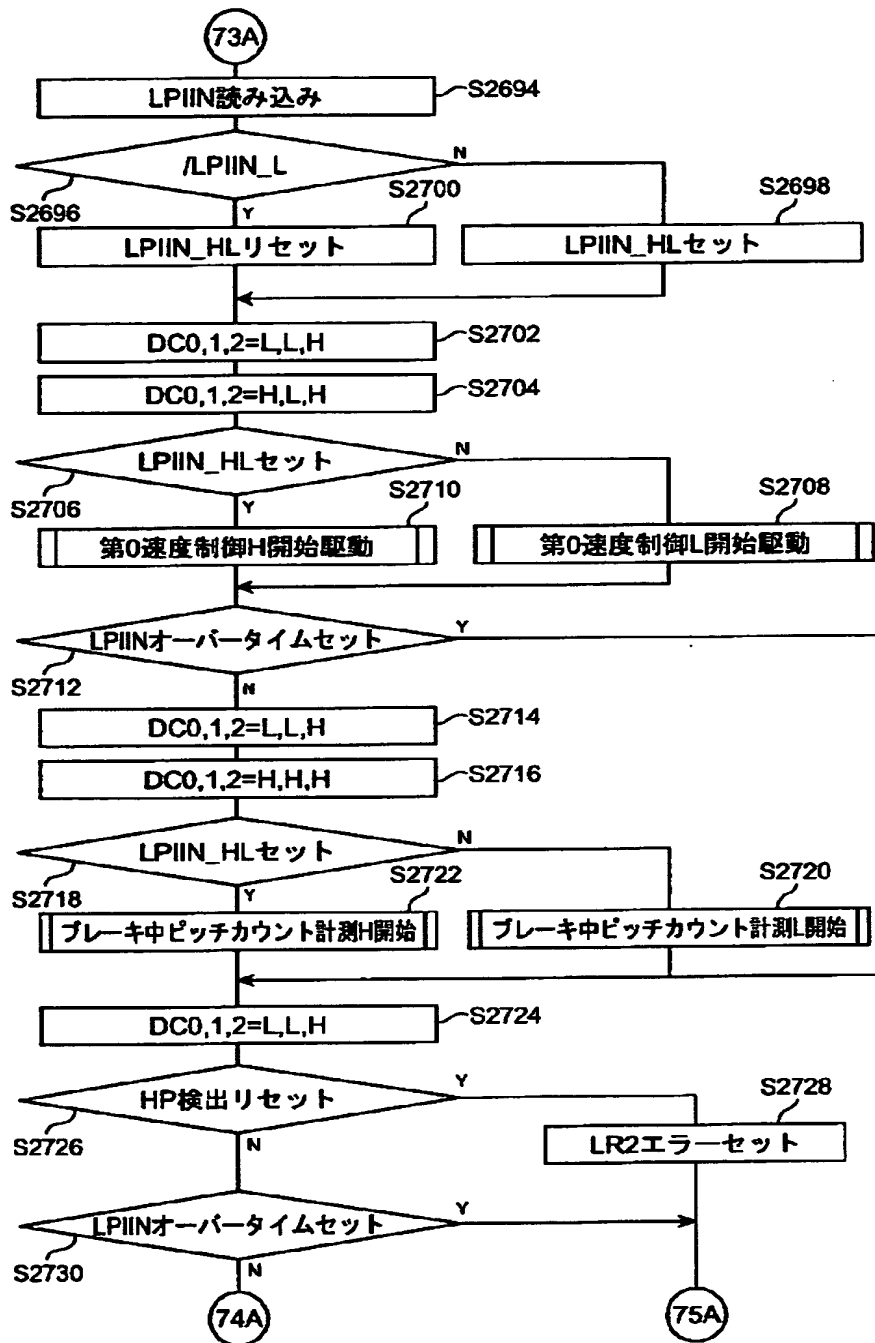 73A
LPIIN読み込み
S2694
/LPIIN_L
N
S2696
Y
S2700
S2698
LPIIN_HLリセット
LPIIN_HLセット
DC0,1,2=L,L,H
S2702
DC0,1,2=H,L,H
S2704
LPIIN_HLセット
N
S2706
Y
S2710
S2708
第0速度制御H開始駆動
第0速度制御L開始駆動
LPIINオーバータイムセット
Y
S2712
N
DC0,1,2=L,L,H
S2714
DC0,1,2=H,H,H
S2716
LPIIN_HLセット
N
S2718
Y
S2722
S2720
ブレーキ中ピッチカウント計測H開始
ブレーキ中ピッチカウント計測L開始
DC0,1,2=L,L,H
S2724
HP検出リセット
Y
S2726
N
S2728
LR2エラーセット
LPIINオーバータイムセット
Y
S2730
N
74A
75A